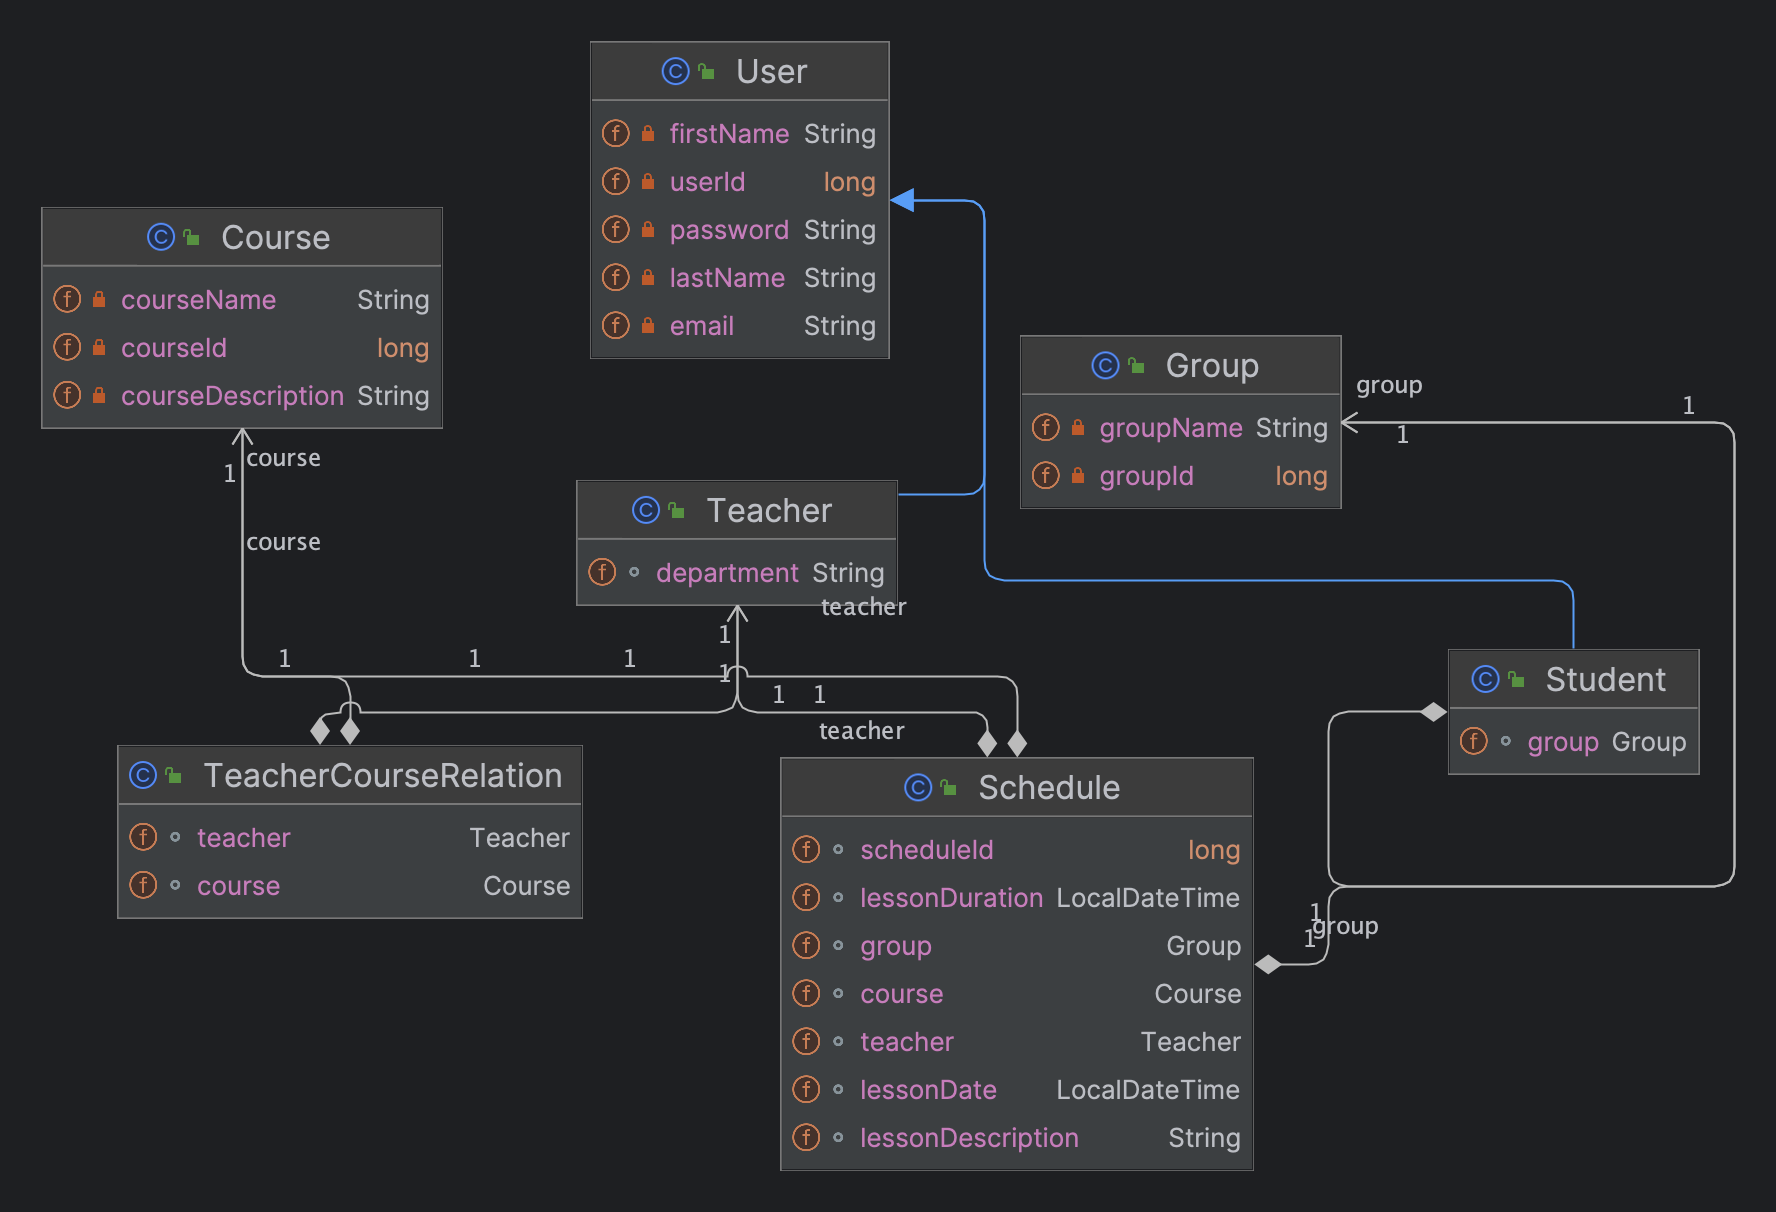 User
firstName String
userId long
password String
lastName String
email String
Course
courseName String
courseId long
courseDescription String
Group
groupName String
groupId long
group
1
1
course
1
course
Teacher
department String
teacher
1
1
1
1
1
1
1
teacher
Student
group Group
TeacherCourseRelation
teacher Teacher
course Course
Schedule
scheduleId long
lessonDuration LocalDateTime
group Group
course Course
teacher Teacher
lessonDate LocalDateTime
lessonDescription String
1
group
1